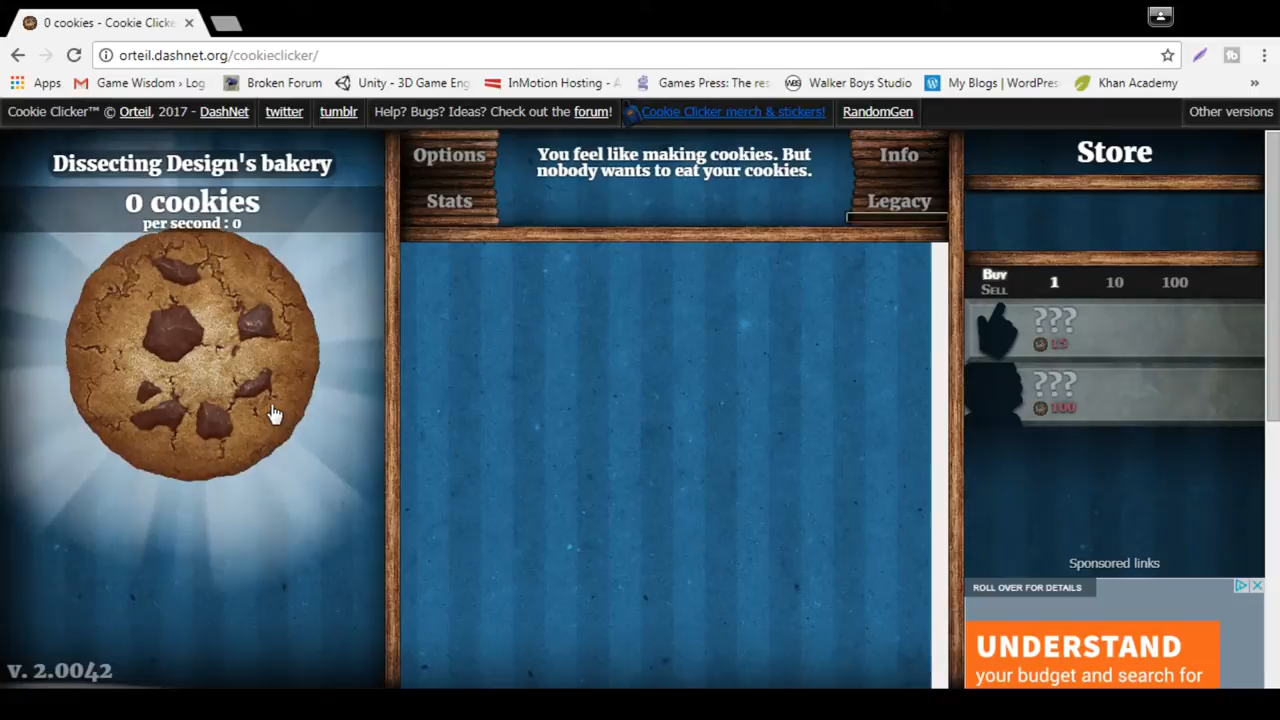 0 cookies - Cookie Click
orteil.dashnet.org/cookieclicker/
Apps
Game Wisdom › Log
Broken Forum
Unity - 3D Game Eng
InMotion Hosting - A
Games Press: The res
Walker Boys Studio
My Blogs | WordPres
Khan Academy
»
Cookie Clicker™ © Orteil, 2017 - DashNet
twitter
tumblr
Help? Bugs? Ideas? Check out the forum!
Cookie Clicker merch & stickers!
RandomGen
Other versions
Dissecting Design's bakery
0 cookies
per second : 0
v. 2.0042
Options
Stats
You feel like making cookies. But
nobody wants to eat your cookies.
Info
Legacy
Store
Buy
Sell
1
10
100
???
15
???
100
Sponsored links
ROLL OVER FOR DETAILS
UNDERSTAND
your budget and search for